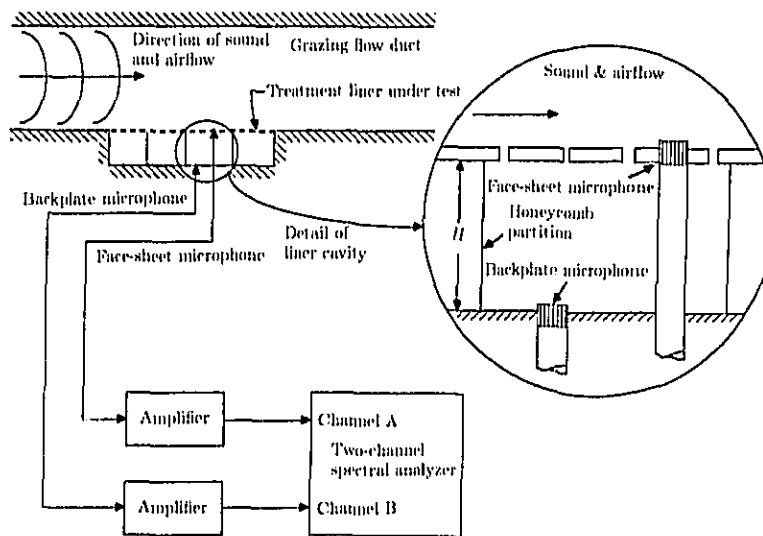 Direction of sound
and airflow
Grazing flow duct
Treatment liner under test
Sound & airflow
Backplate microphone
Face-sheet microphone
Detail of
liner cavity
Face-sheet microphone
H
Honeycomb
partition
Backplate microphone
Amplifier
Channel A
Two-channel
spectral analyzer
Amplifier
Channel B